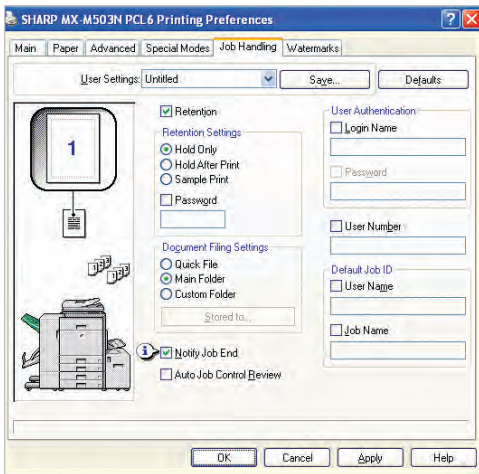 SHARP MX-M503N PCL6 Printing Preferences
Main Paper Advanced Special Modes Job Handling Watermarks
User Settings: Untitled Save... Defaults
1
Retention
Retention Settings
Hold Only
Hold After Print
Sample Print
Password
Document Filing Settings
Quick File
Main Folder
Custom Folder
Stored to...
Notify Job End
Auto Job Control Review
User Authentication
Login Name
Password
User Number
Default Job ID
User Name
Job Name
OK Cancel Apply Help